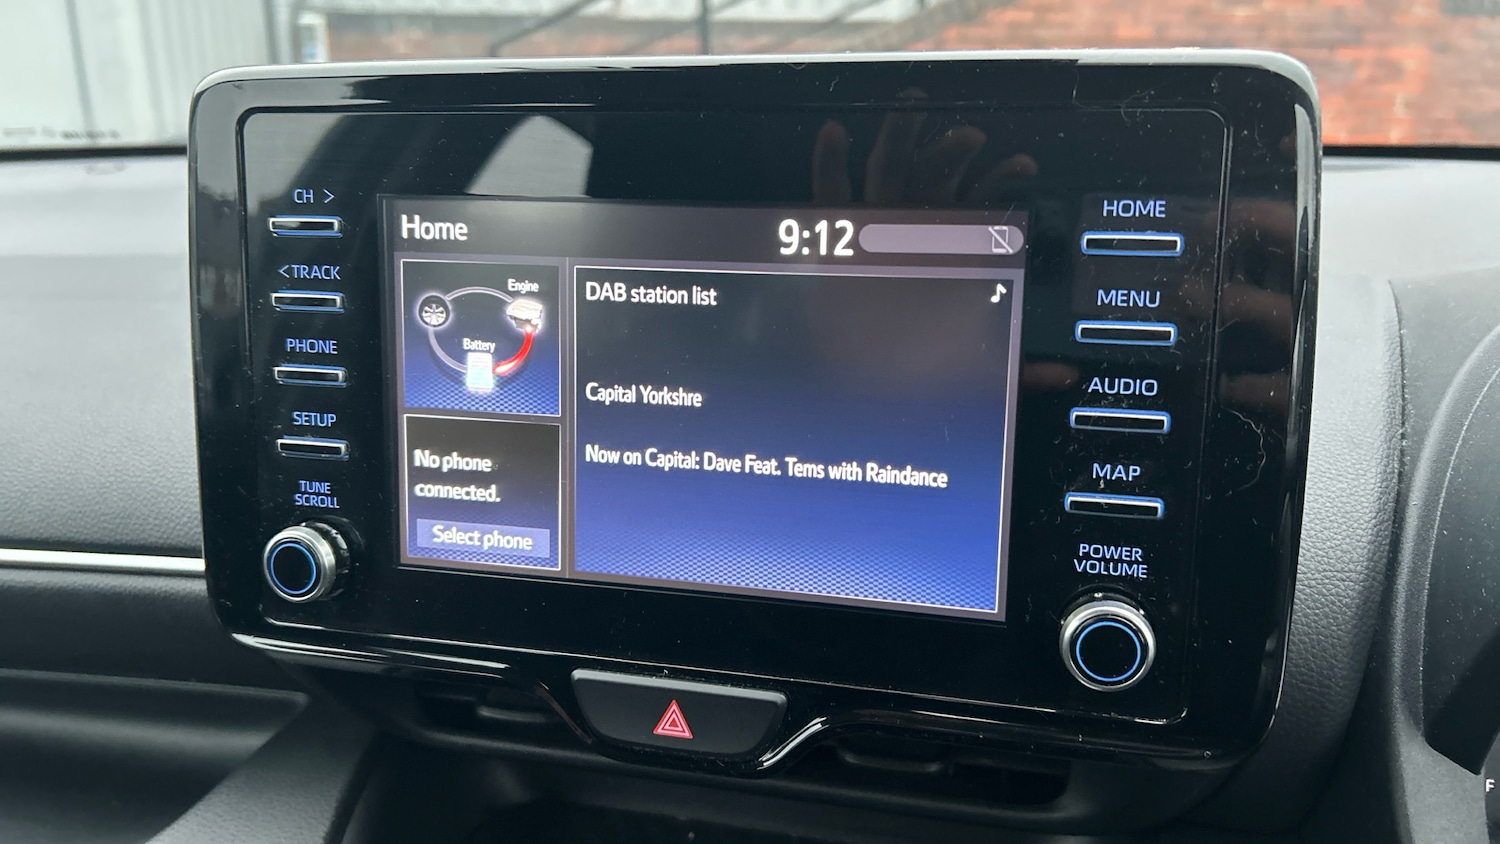 CH >
<TRACK
PHONE
SETUP
TUNE
SCROLL
Home
9:12
Engine
Battery
No phone
connected.
Select phone
DAB station list
Capital Yorkshre
Now on Capital: Dave Feat. Tems with Raindance
HOME
MENU
AUDIO
MAP
POWER
VOLUME
F